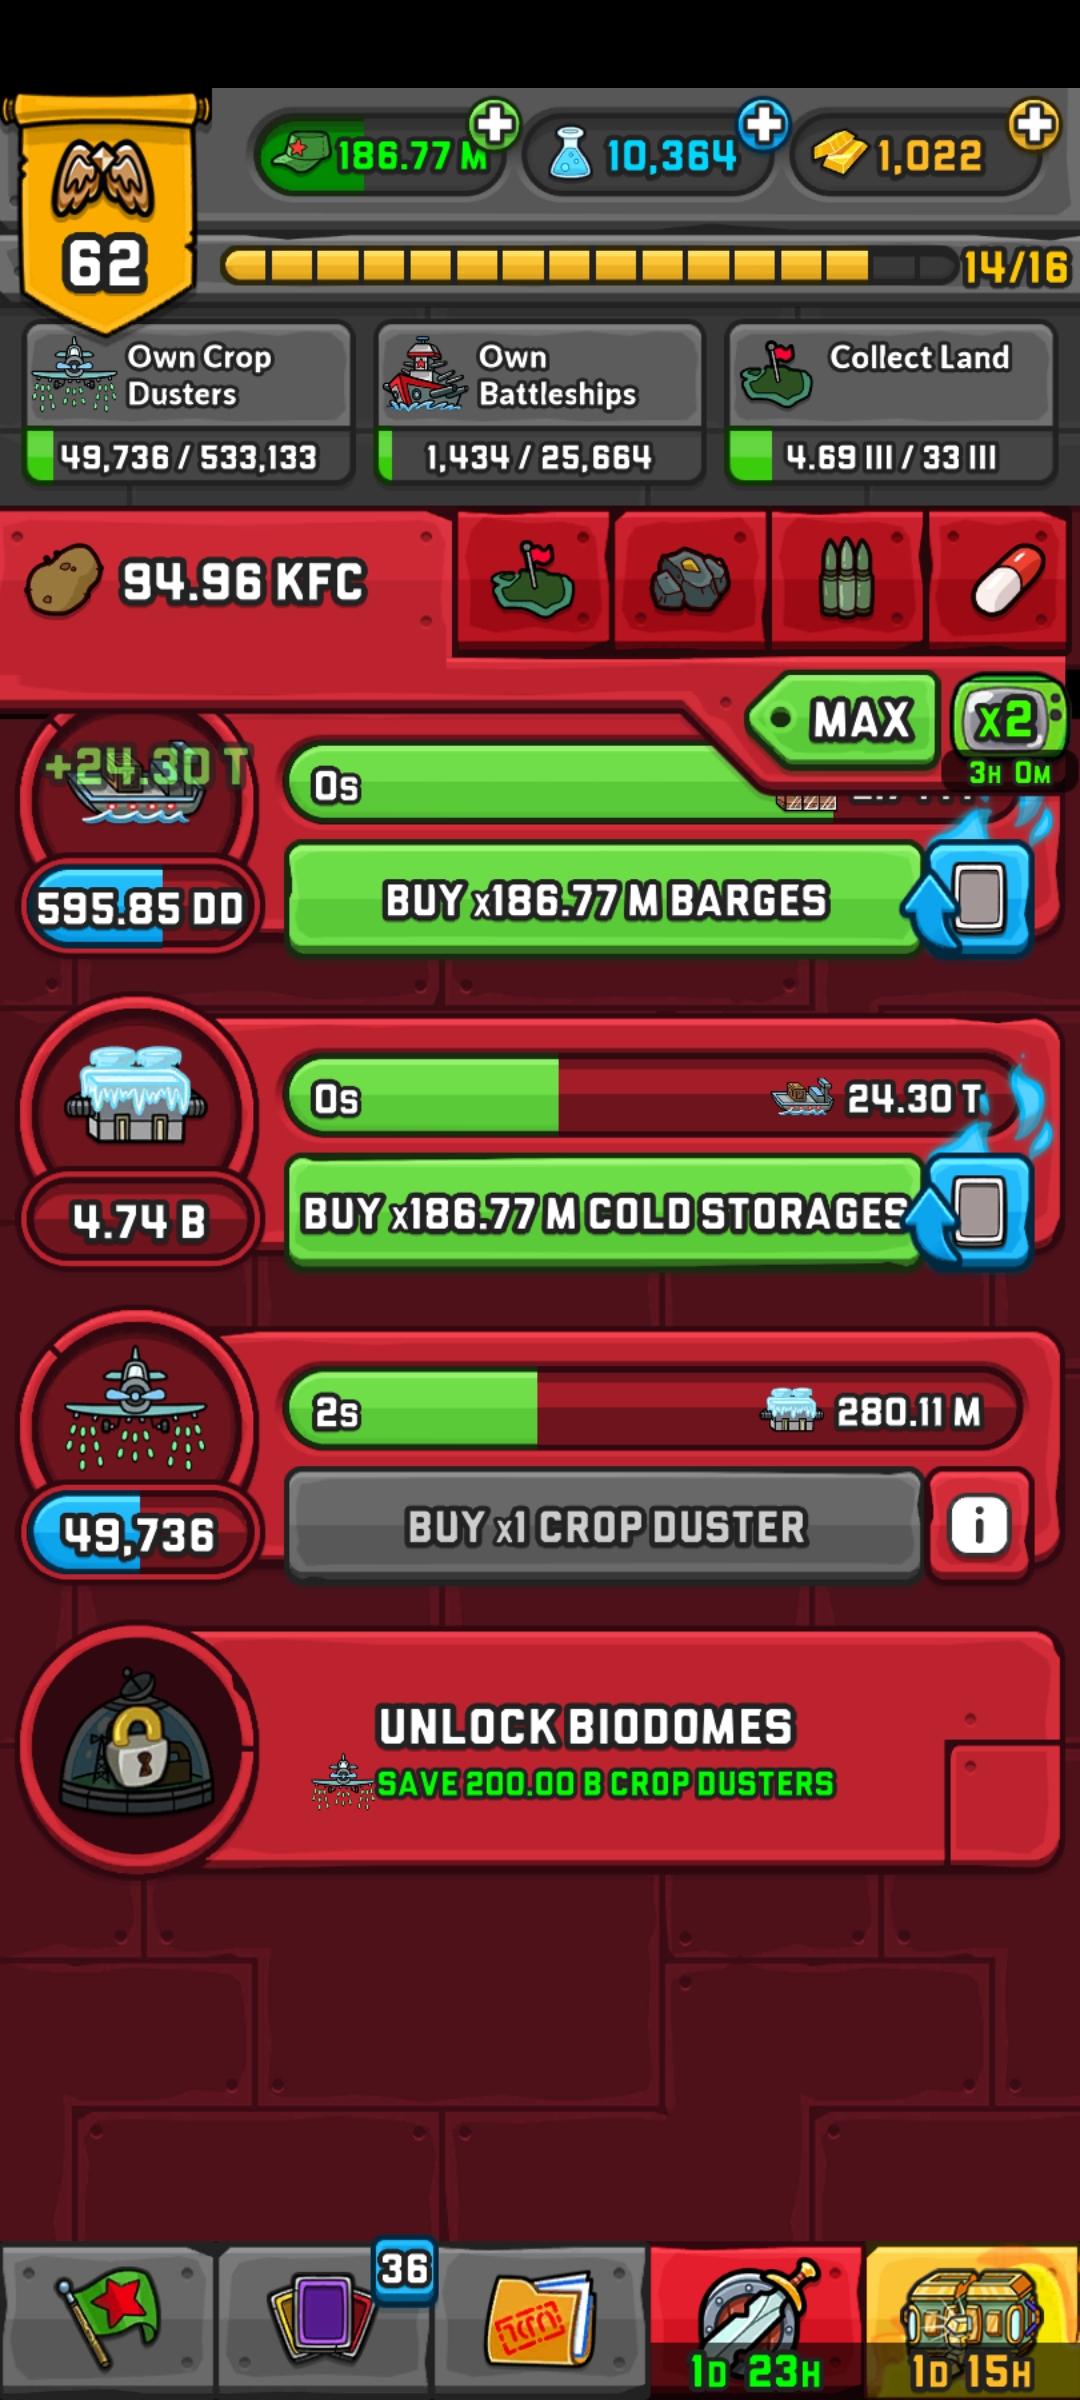 186.77 M
10,364
1,022
62
14/16
Own Crop
Dusters
49,736 / 533,133
Own
Battleships
1,434 / 25,664
Collect Land
4.69 III / 33 III
94.96 KFC
MAX
x2
3H 0M
+24.30 T
0s
595.85 DD
BUY x186.77 M BARGES
0s
24.30 T
4.74 B
BUY x186.77 M COLD STORAGES
2s
280.11 M
49,736
BUY x1 CROP DUSTER
i
UNLOCK BIODOMES
SAVE 200.00 B CROP DUSTERS
36
1D 23H
1D 15H